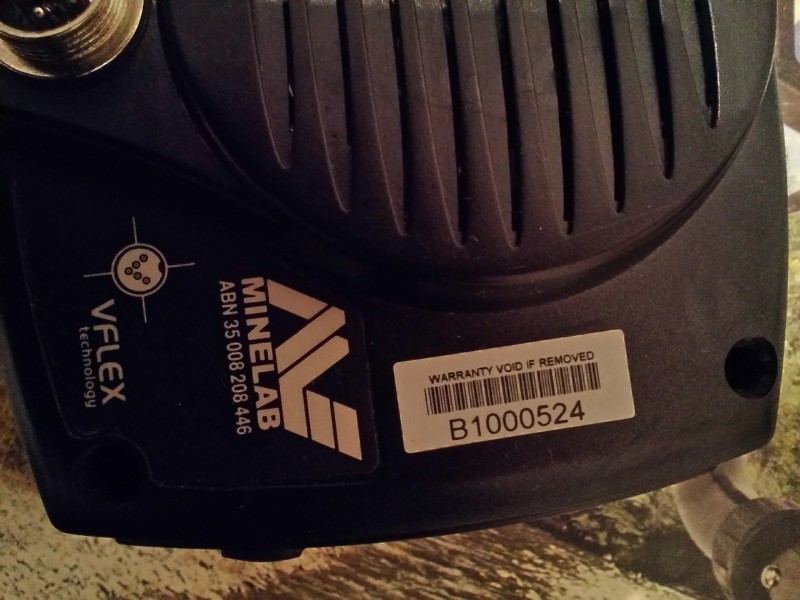 VFLEX
technology
MINELAB
ABN 35 008 208 446
WARRANTY VOID IF REMOVED
B1000524